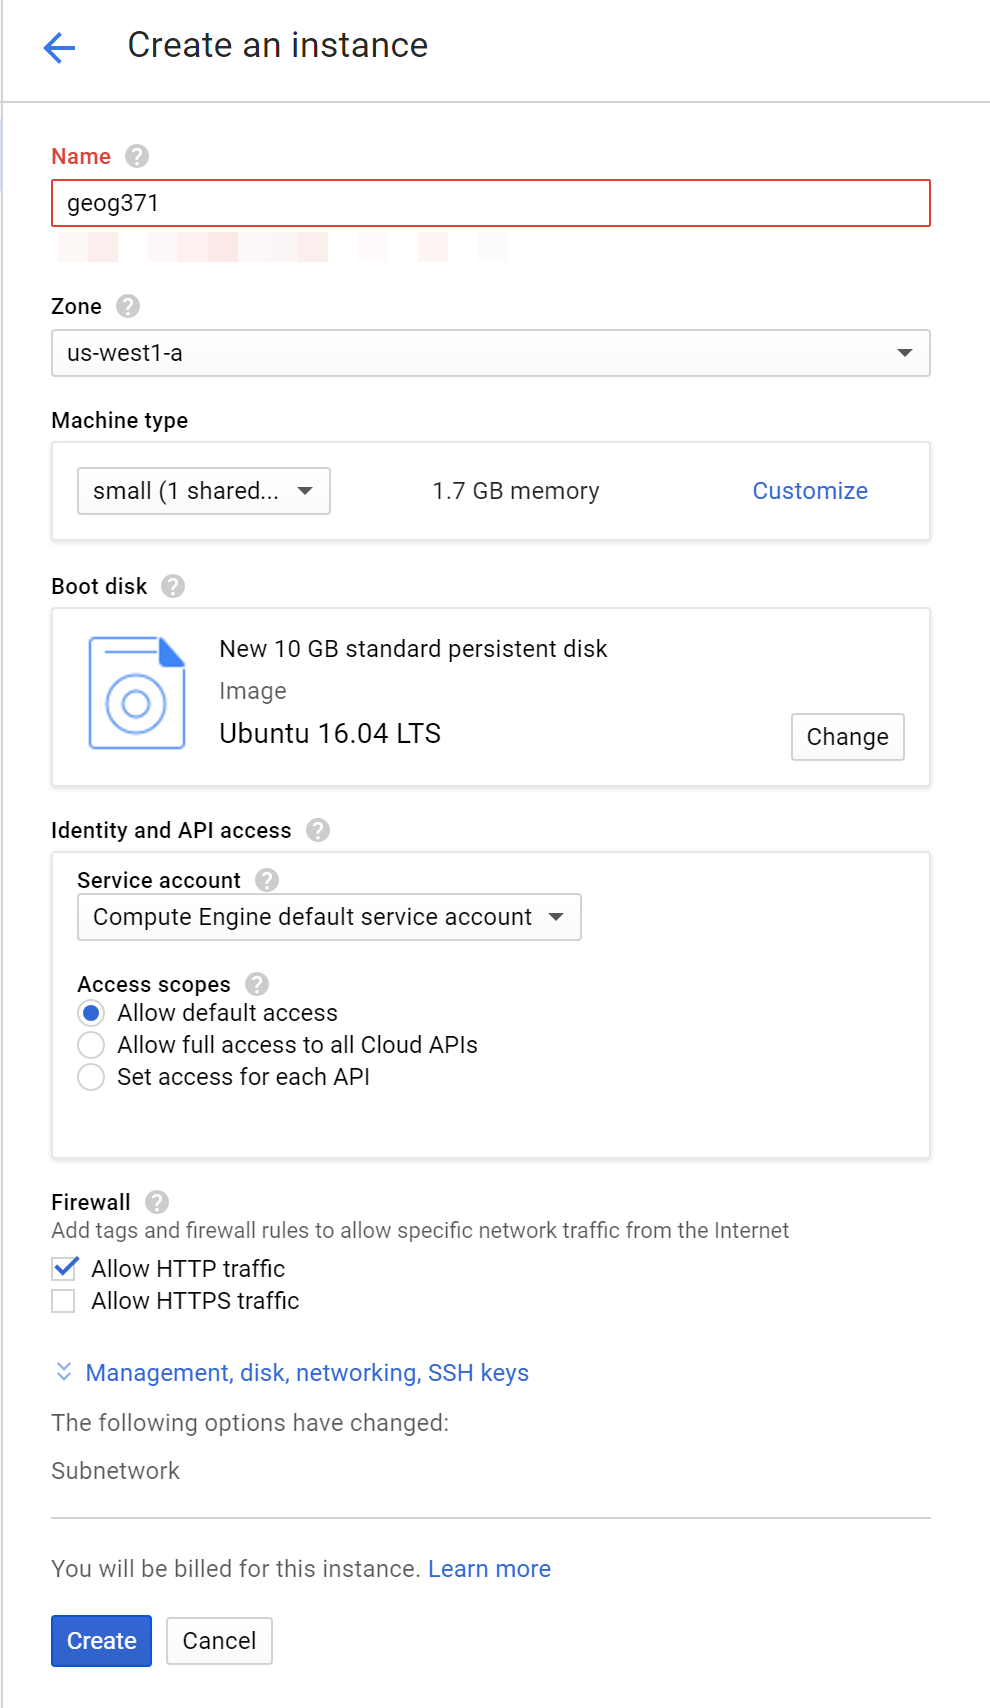 Create an instance
Name
geog371
Zone
us-west1-a
Machine type
small (1 shared... 1.7 GB memory Customize
Boot disk
New 10 GB standard persistent disk
Image
Ubuntu 16.04 LTS
Change
Identity and API access
Service account
Compute Engine default service account
Access scopes
Allow default access
Allow full access to all Cloud APIs
Set access for each API
Firewall
Add tags and firewall rules to allow specific network traffic from the Internet
Allow HTTP traffic
Allow HTTPS traffic
Management, disk, networking, SSH keys
The following options have changed:
Subnetwork
You will be billed for this instance. Learn more
Create Cancel